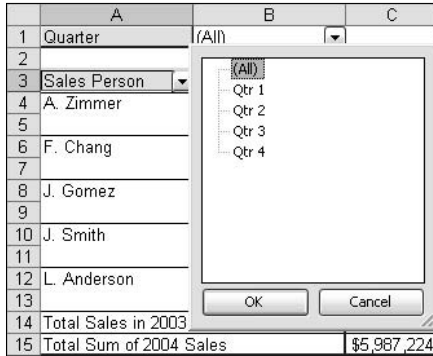 A B C
1 Quarter (All)
2
3 Sales Person (All)
4 A. Zimmer Qtr 1
5 Qtr 2
6 F. Chang Qtr 3
7 Qtr 4
8 J. Gomez
9
10 J. Smith
11
12 L. Anderson
13 OK Cancel
14 Total Sales in 2003
15 Total Sum of 2004 Sales $5,987,224